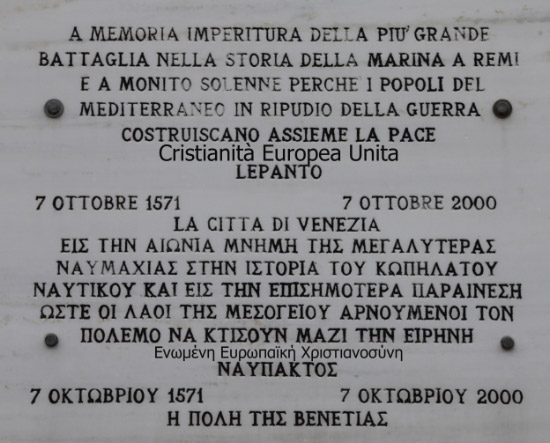 A MEMORIA IMPERITURA DELLA PIU' GRANDE
BATTAGLIA NELLA STORIA DELLA MARINA A REMI
E A MONITO SOLENNE PERCHE I POPOLI DEL
MEDITERRANEO IN RIPUDIO DELLA GUERRA
COSTRUISCANO ASSIEME LA PACE
Cristianità Europea Unita
LEPANTO
7 OTTOBRE 1571 7 OTTOBRE 2000
LA CITTA DI VENEZIA
ΕΙΣ ΤΗΝ ΑΙΩΝΙΑ ΜΝΗΜΗ ΤΗΣ ΜΕΓΑΛΥΤΕΡΑΣ
ΝΑΥΜΑΧΙΑΣ ΣΤΗΝ ΙΣΤΟΡΙΑ ΤΟΥ ΚΩΠΗΛΑΤΟΥ
ΝΑΥΤΙΚΟΥ ΚΑΙ ΕΙΣ ΤΗΝ ΕΠΙΣΗΜΟΤΕΡΑ ΠΑΡΑΙΝΕΣΗ
ΩΣΤΕ ΟΙ ΛΑΟΙ ΤΗΣ ΜΕΣΟΓΕΙΟΥ ΑΡΝΟΥΜΕΝΟΙ ΤΟΝ
ΠΟΛΕΜΟ ΝΑ ΚΤΙΣΟΥΝ ΜΑΖΙ ΤΗΝ ΕΙΡΗΝΗ
Ενωμένη Ευρωπαϊκή Χριστιανοσύνη
ΝΑΥΠΑΚΤΟΣ
7 ΟΚΤΩΒΡΙΟΥ 1571 7 ΟΚΤΩΒΡΙΟΥ 2000
Η ΠΟΛΗ ΤΗΣ ΒΕΝΕΤΙΑΣ